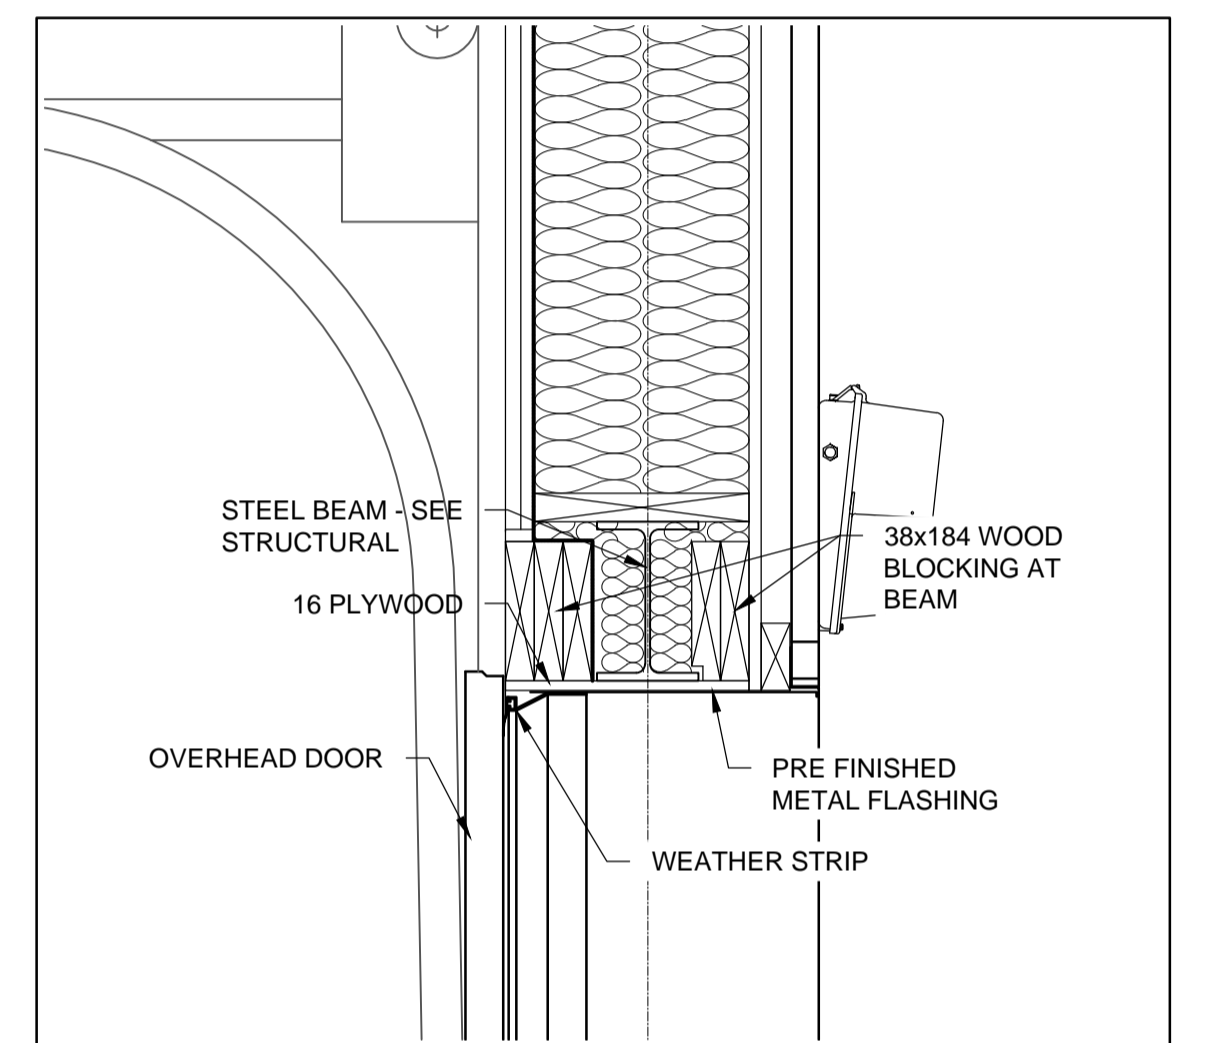 STEEL BEAM - SEE
STRUCTURAL
38x184 WOOD
BLOCKING AT
BEAM
16 PLYWOOD
OVERHEAD DOOR
PRE FINISHED
METAL FLASHING
WEATHER STRIP